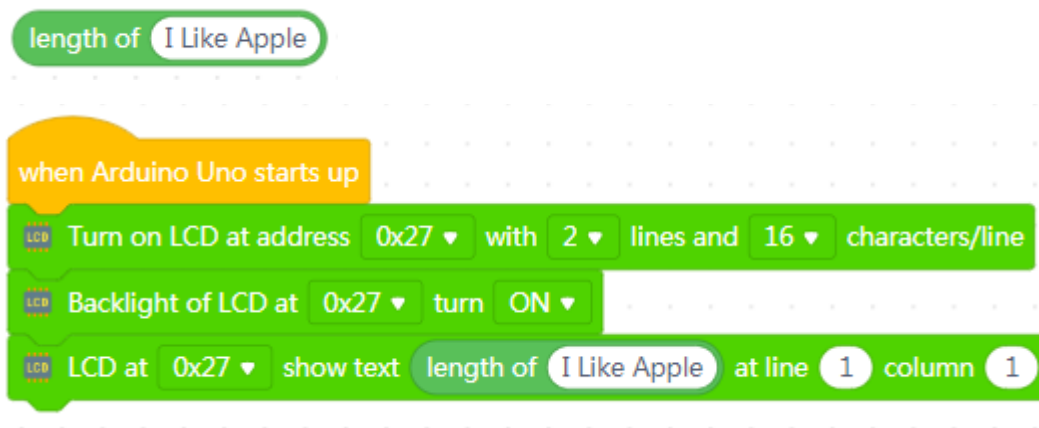 length of I Like Apple
when Arduino Uno starts up
LCD Turn on LCD at address 0x27 with 2 lines and 16 characters/line
LCD Backlight of LCD at 0x27 turn ON
LCD LCD at 0x27 show text length of I Like Apple at line 1 column 1